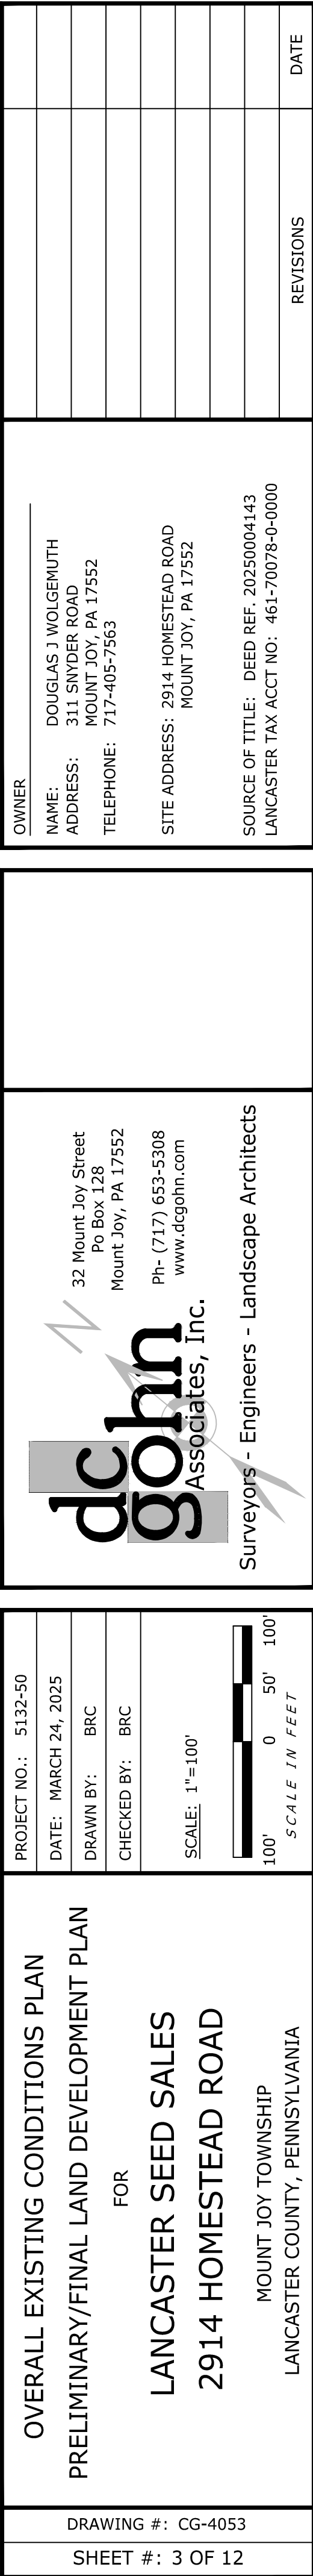 REVISIONS
DATE
OWNER
NAME: DOUGLAS J WOLGEMUTH
ADDRESS: 311 SNYDER ROAD
MOUNT JOY, PA 17552
TELEPHONE: 717-405-7563
SITE ADDRESS: 2914 HOMESTEAD ROAD
MOUNT JOY, PA 17552
SOURCE OF TITLE: DEED REF. 20250004143
LANCASTER TAX ACCT NO: 461-70078-0-0000
N
dc
gohn
Associates, Inc.
32 Mount Joy Street
Po Box 128
Mount Joy, PA 17552
Ph- (717) 653-5308
www.dcgohn.com
Surveyors - Engineers - Landscape Architects
PROJECT NO.: 5132-50
DATE: MARCH 24, 2025
DRAWN BY: BRC
CHECKED BY: BRC
SCALE: 1"=100'
100' 0 50' 100'
SCALE IN FEET
OVERALL EXISTING CONDITIONS PLAN
PRELIMINARY/FINAL LAND DEVELOPMENT PLAN
FOR
LANCASTER SEED SALES
2914 HOMESTEAD ROAD
MOUNT JOY TOWNSHIP
LANCASTER COUNTY, PENNSYLVANIA
DRAWING #: CG-4053
SHEET #: 3 OF 12